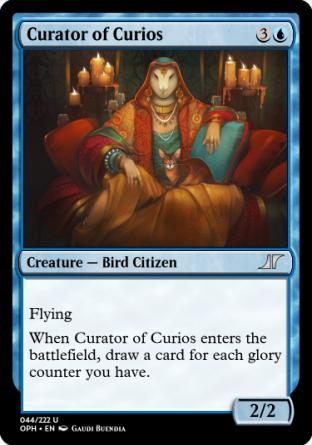 Curator of Curios 3
Creature — Bird Citizen
Flying
When Curator of Curios enters the
battlefield, draw a card for each glory
counter you have.
2/2
044/222 U
OPH • EN Gaudi Buendia